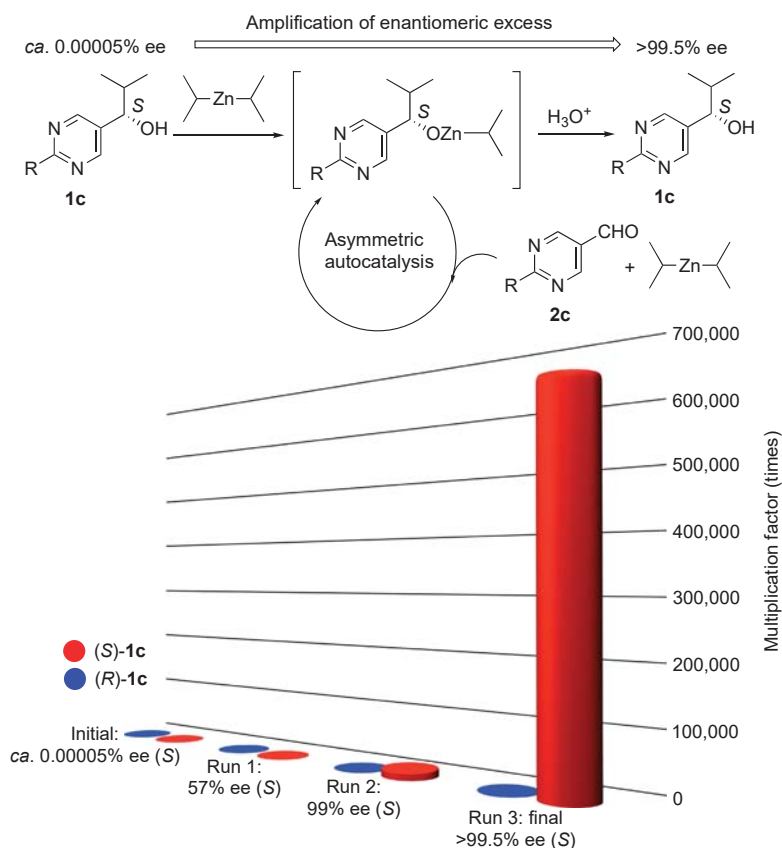 Amplification of enantiomeric excess
ca. 0.00005% ee
>99.5% ee
Zn
S
OH
N
N
R
1c
S
OZn
N
N
R
H3O+
S
OH
N
N
R
1c
Asymmetric
autocatalysis
CHO
N
N
R
+
Zn
2c
700,000
600,000
500,000
400,000
300,000
200,000
100,000
0
Multiplication factor (times)
(S)-1c
(R)-1c
Initial:
ca. 0.00005% ee (S)
Run 1:
57% ee (S)
Run 2:
99% ee (S)
Run 3: final
>99.5% ee (S)